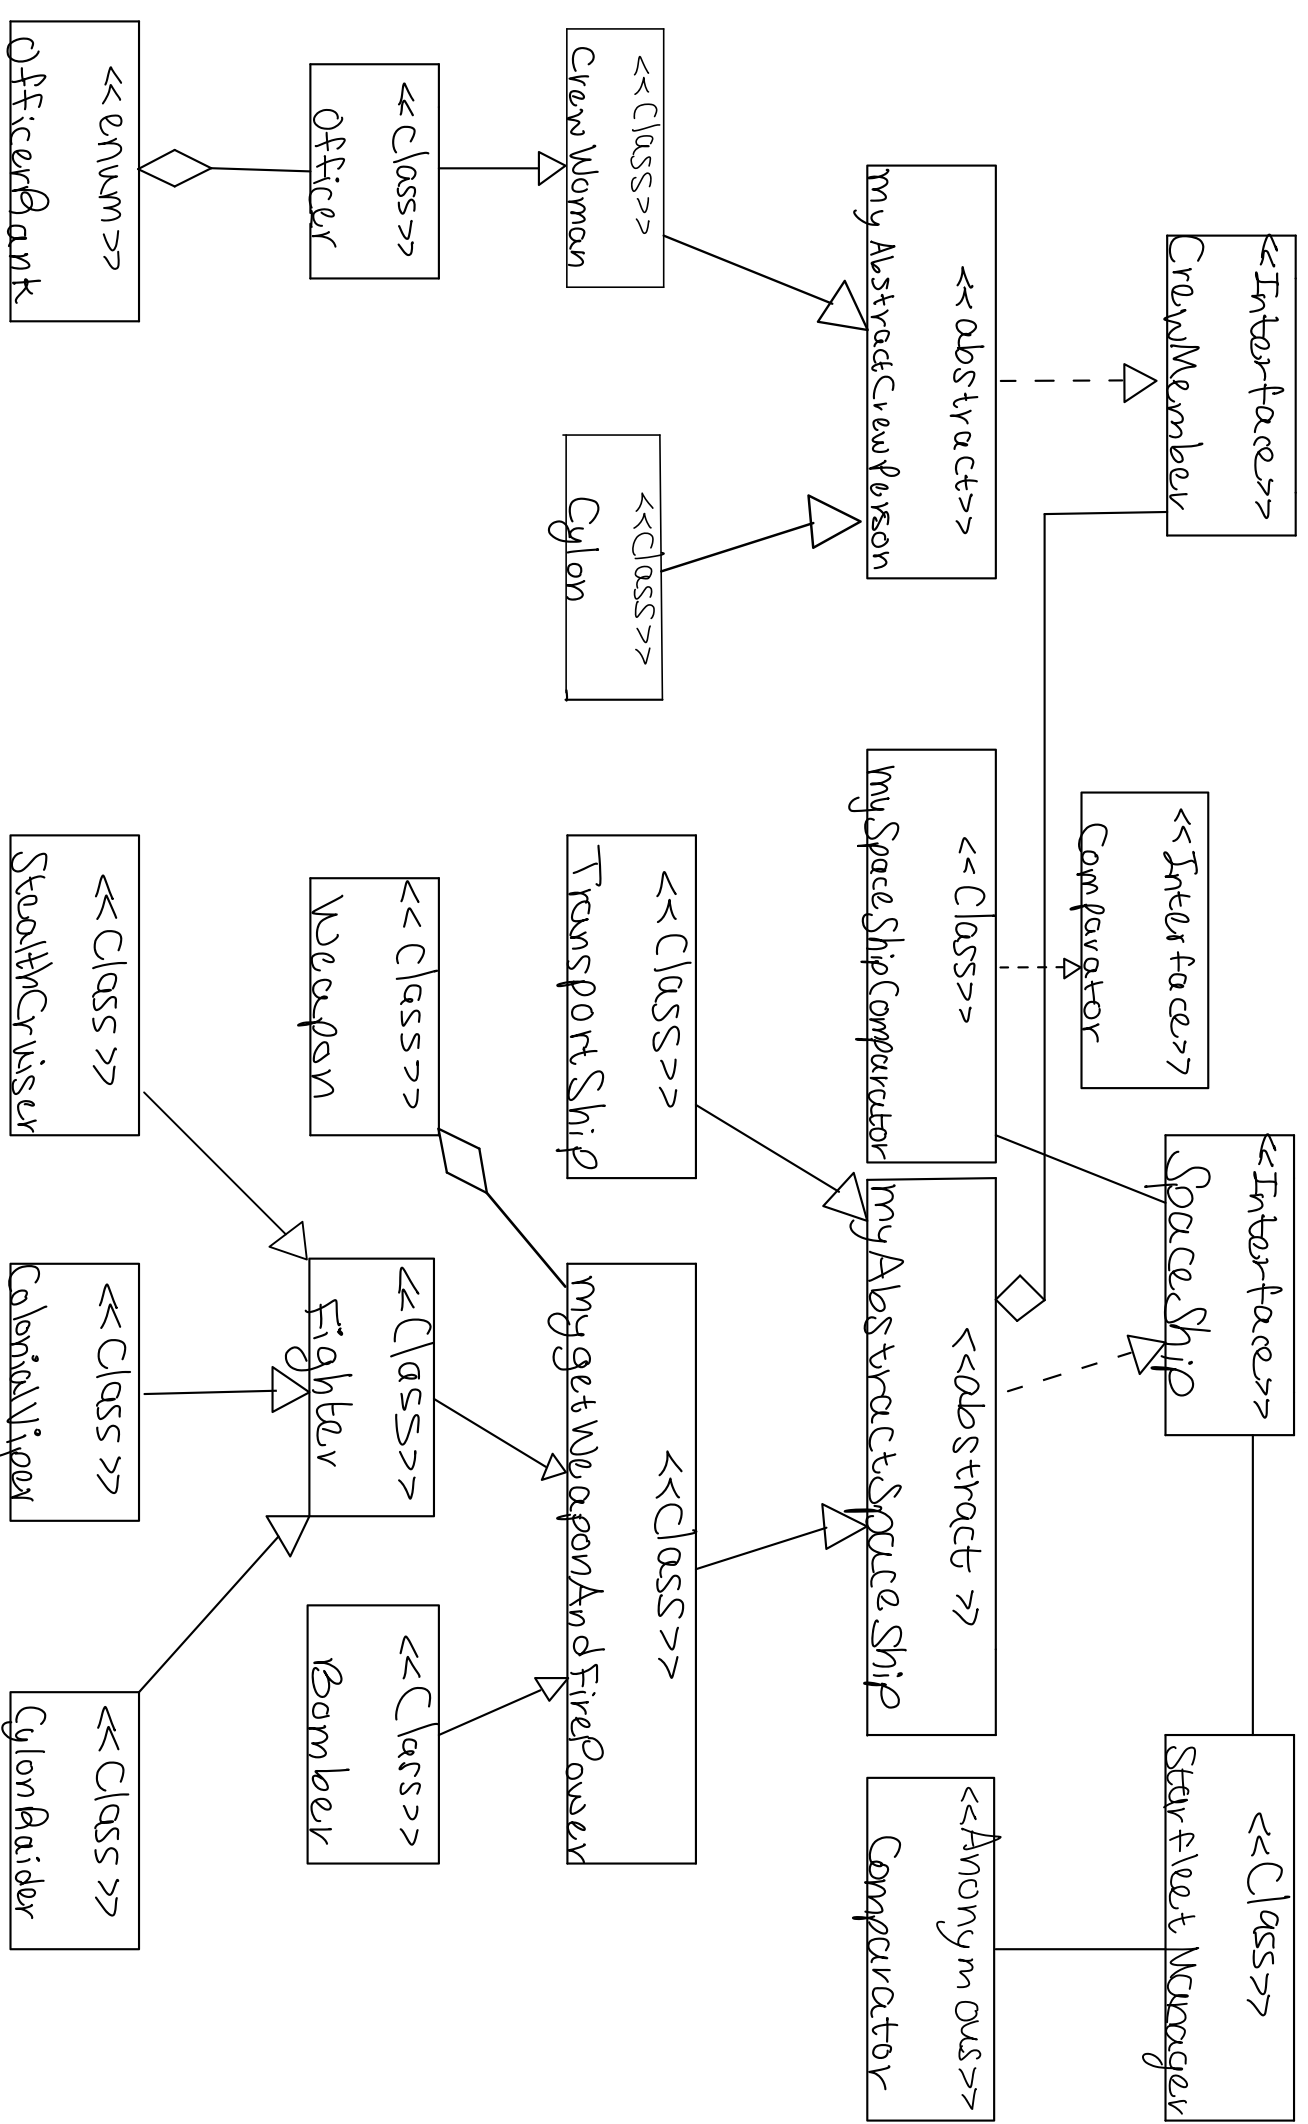 <<Interface>>
CrewMember
<<Interface>>
Comparator
<<Interface>>
SpaceShip
<<Class>>
Starfleet Manager
<<abstract>>
myAbstractCrewPerson
<<Class>>
mySpaceShipComparator
<<abstract>>
myAbstractSpaceShip
<<Anonymous>>
Comparator
<<Class>>
CrewWoman
<<Class>>
Cylon
<<Class>>
TransportShip
<<Class>>
mygetWeaponAndFirePower
<<Class>>
Officer
<<Class>>
Weapon
<<Class>>
Fighter
<<Class>>
Bomber
<<enum>>
OfficerRank
<<Class>>
StealthCruiser
<<Class>>
ColonialViper
<<Class>>
CylonRaider